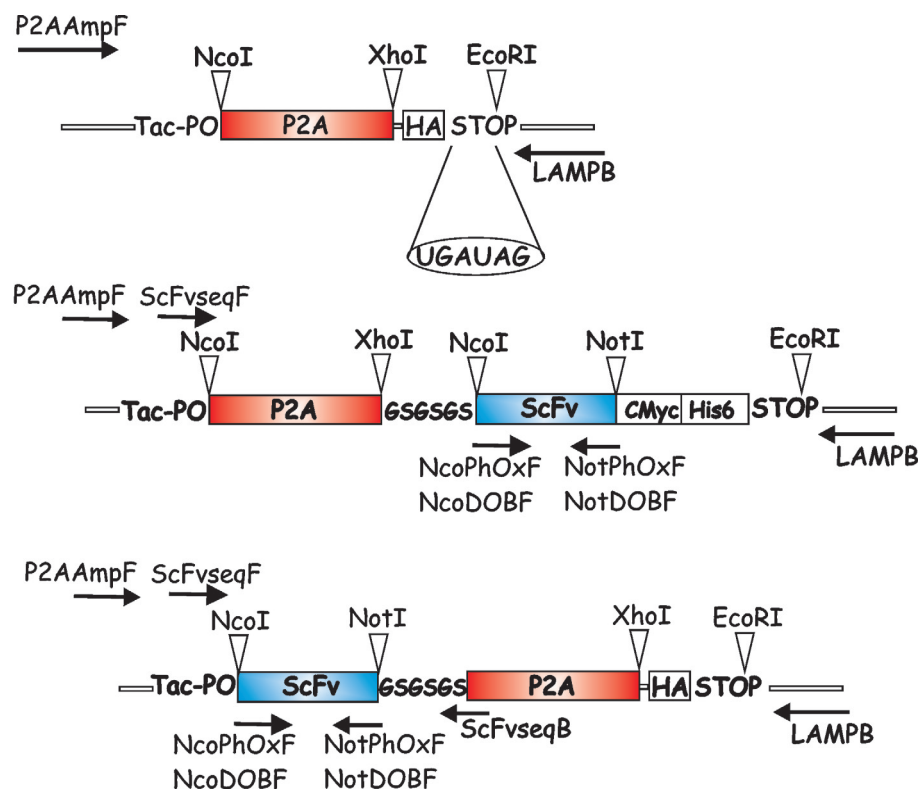 P2AAmpF
NcoI XhoI EcoRI
Tac-PO P2A HA STOP
LAMPB
UGAUAG
P2AAmpF ScFvseqF
NcoI XhoI NcoI NotI EcoRI
Tac-PO P2A GSGSGS ScFv CMyc His6 STOP
NcoPhOxF NotPhOxF LAMPB
NcoDOBF NotDOBF
P2AAmpF ScFvseqF
NcoI NotI XhoI EcoRI
Tac-PO ScFv GSGSGS P2A HA STOP
ScFvseqB
NcoPhOxF NotPhOxF LAMPB
NcoDOBF NotDOBF